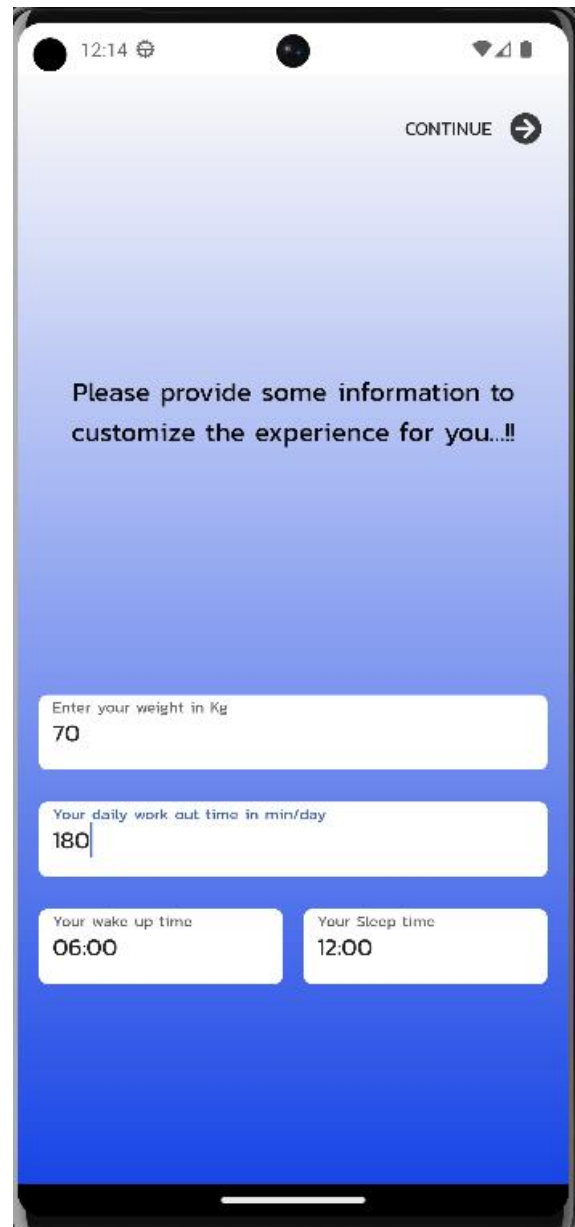 12:14
CONTINUE
Please provide some information to
customize the experience for you...!!
Enter your weight in Kg
70
Your daily work out time in min/day
180
Your wake up time
06:00
Your Sleep time
12:00